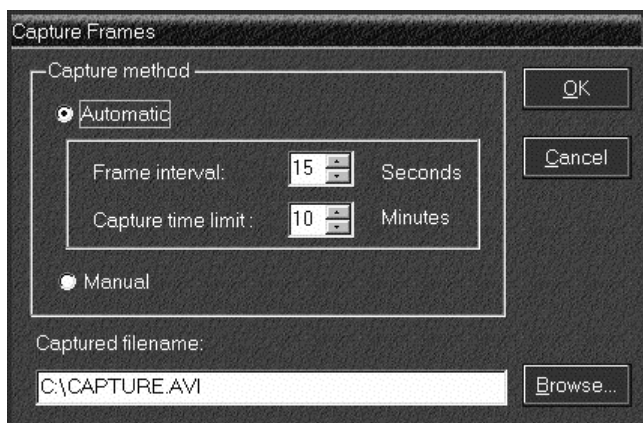 Capture Frames
Capture method
OK
Automatic
Cancel
Frame interval: 15 Seconds
Capture time limit : 10 Minutes
Manual
Captured filename:
C:\CAPTURE.AVI
Browse...